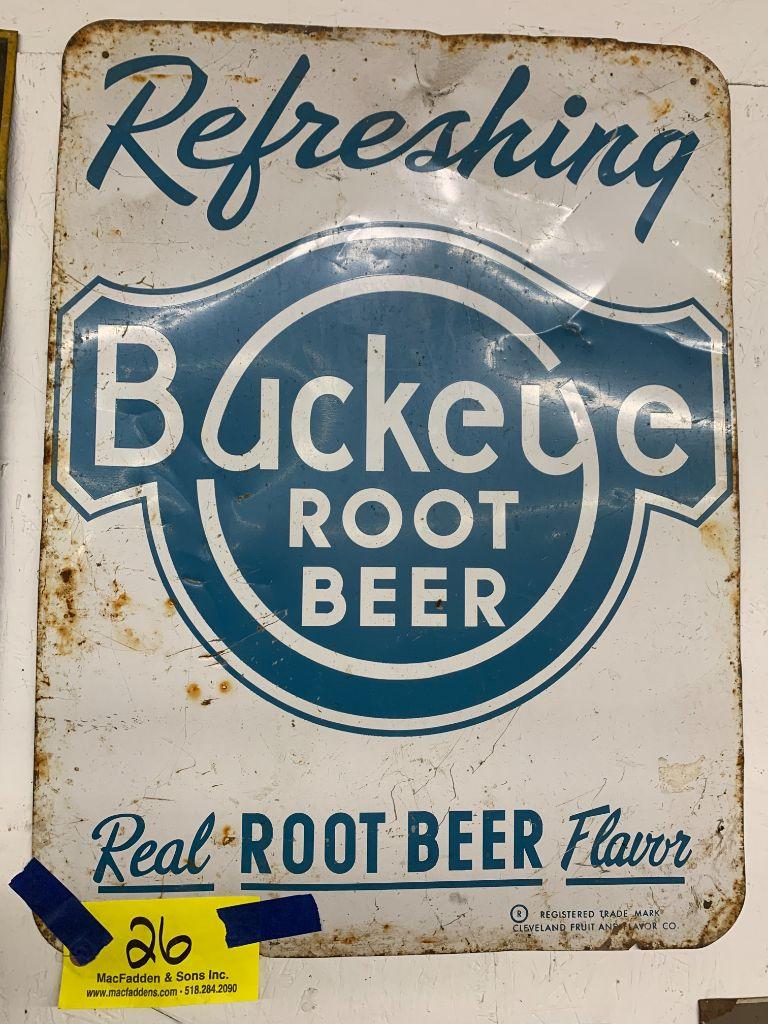 Refreshing
Buckeye
ROOT
BEER
Real ROOT BEER Flavor
® REGISTERED TRADE MARK
CLEVELAND FRUIT AND FLAVOR CO.
26
MacFadden & Sons Inc.
www.macfaddens.com - 518.284.2090